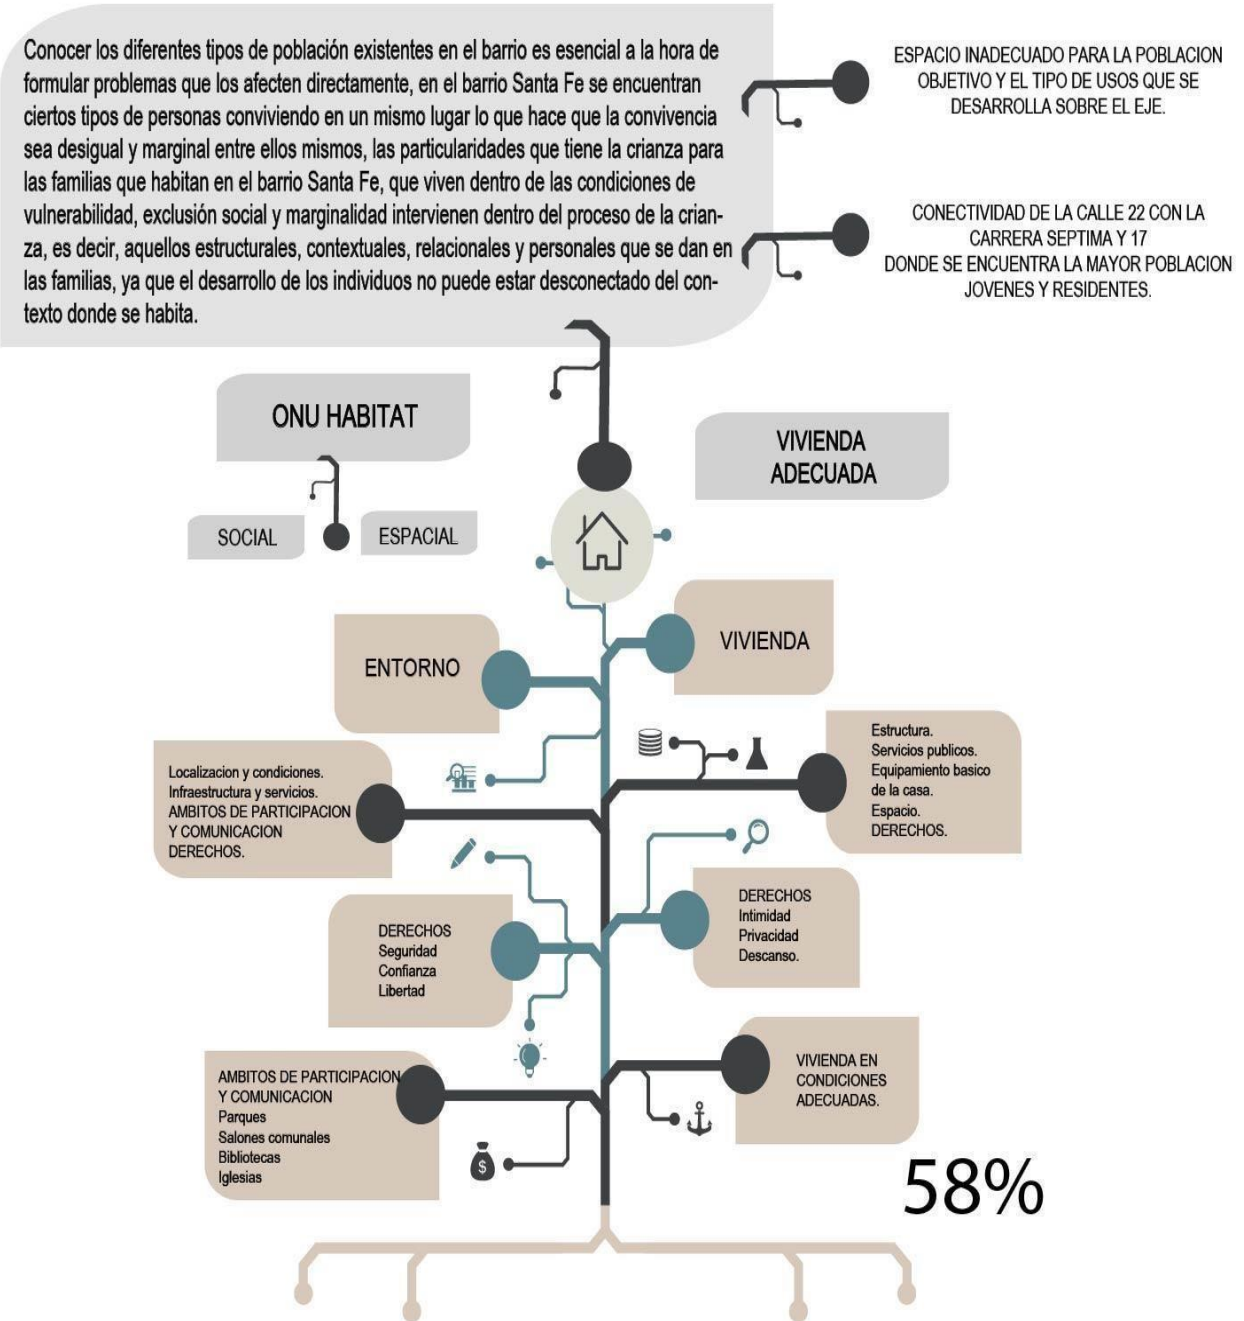 Conocer los diferentes tipos de población existentes en el barrio es esencial a la hora de
formular problemas que los afecten directamente, en el barrio Santa Fe se encuentran
ciertos tipos de personas conviviendo en un mismo lugar lo que hace que la convivencia
sea desigual y marginal entre ellos mismos, las particularidades que tiene la crianza para
las familias que habitan en el barrio Santa Fe, que viven dentro de las condiciones de
vulnerabilidad, exclusión social y marginalidad intervienen dentro del proceso de la crian-
za, es decir, aquellos estructurales, contextuales, relacionales y personales que se dan en
las familias, ya que el desarrollo de los individuos no puede estar desconectado del con-
texto donde se habita.
ESPACIO INADECUADO PARA LA POBLACION
OBJETIVO Y EL TIPO DE USOS QUE SE
DESARROLLA SOBRE EL EJE.
CONECTIVIDAD DE LA CALLE 22 CON LA
CARRERA SEPTIMA Y 17
DONDE SE ENCUENTRA LA MAYOR POBLACION
JOVENES Y RESIDENTES.
ONU HABITAT
SOCIAL
ESPACIAL
VIVIENDA
ADECUADA
ENTORNO
VIVIENDA
Localizacion y condiciones.
Infraestructura y servicios.
AMBITOS DE PARTICIPACION
Y COMUNICACION
DERECHOS.
Estructura.
Servicios publicos.
Equipamiento basico
de la casa.
Espacio.
DERECHOS.
DERECHOS
Seguridad
Confianza
Libertad
DERECHOS
Intimidad
Privacidad
Descanso.
AMBITOS DE PARTICIPACION
Y COMUNICACION
Parques
Salones comunales
Bibliotecas
Iglesias
$
VIVIENDA EN
CONDICIONES
ADECUADAS.
58%